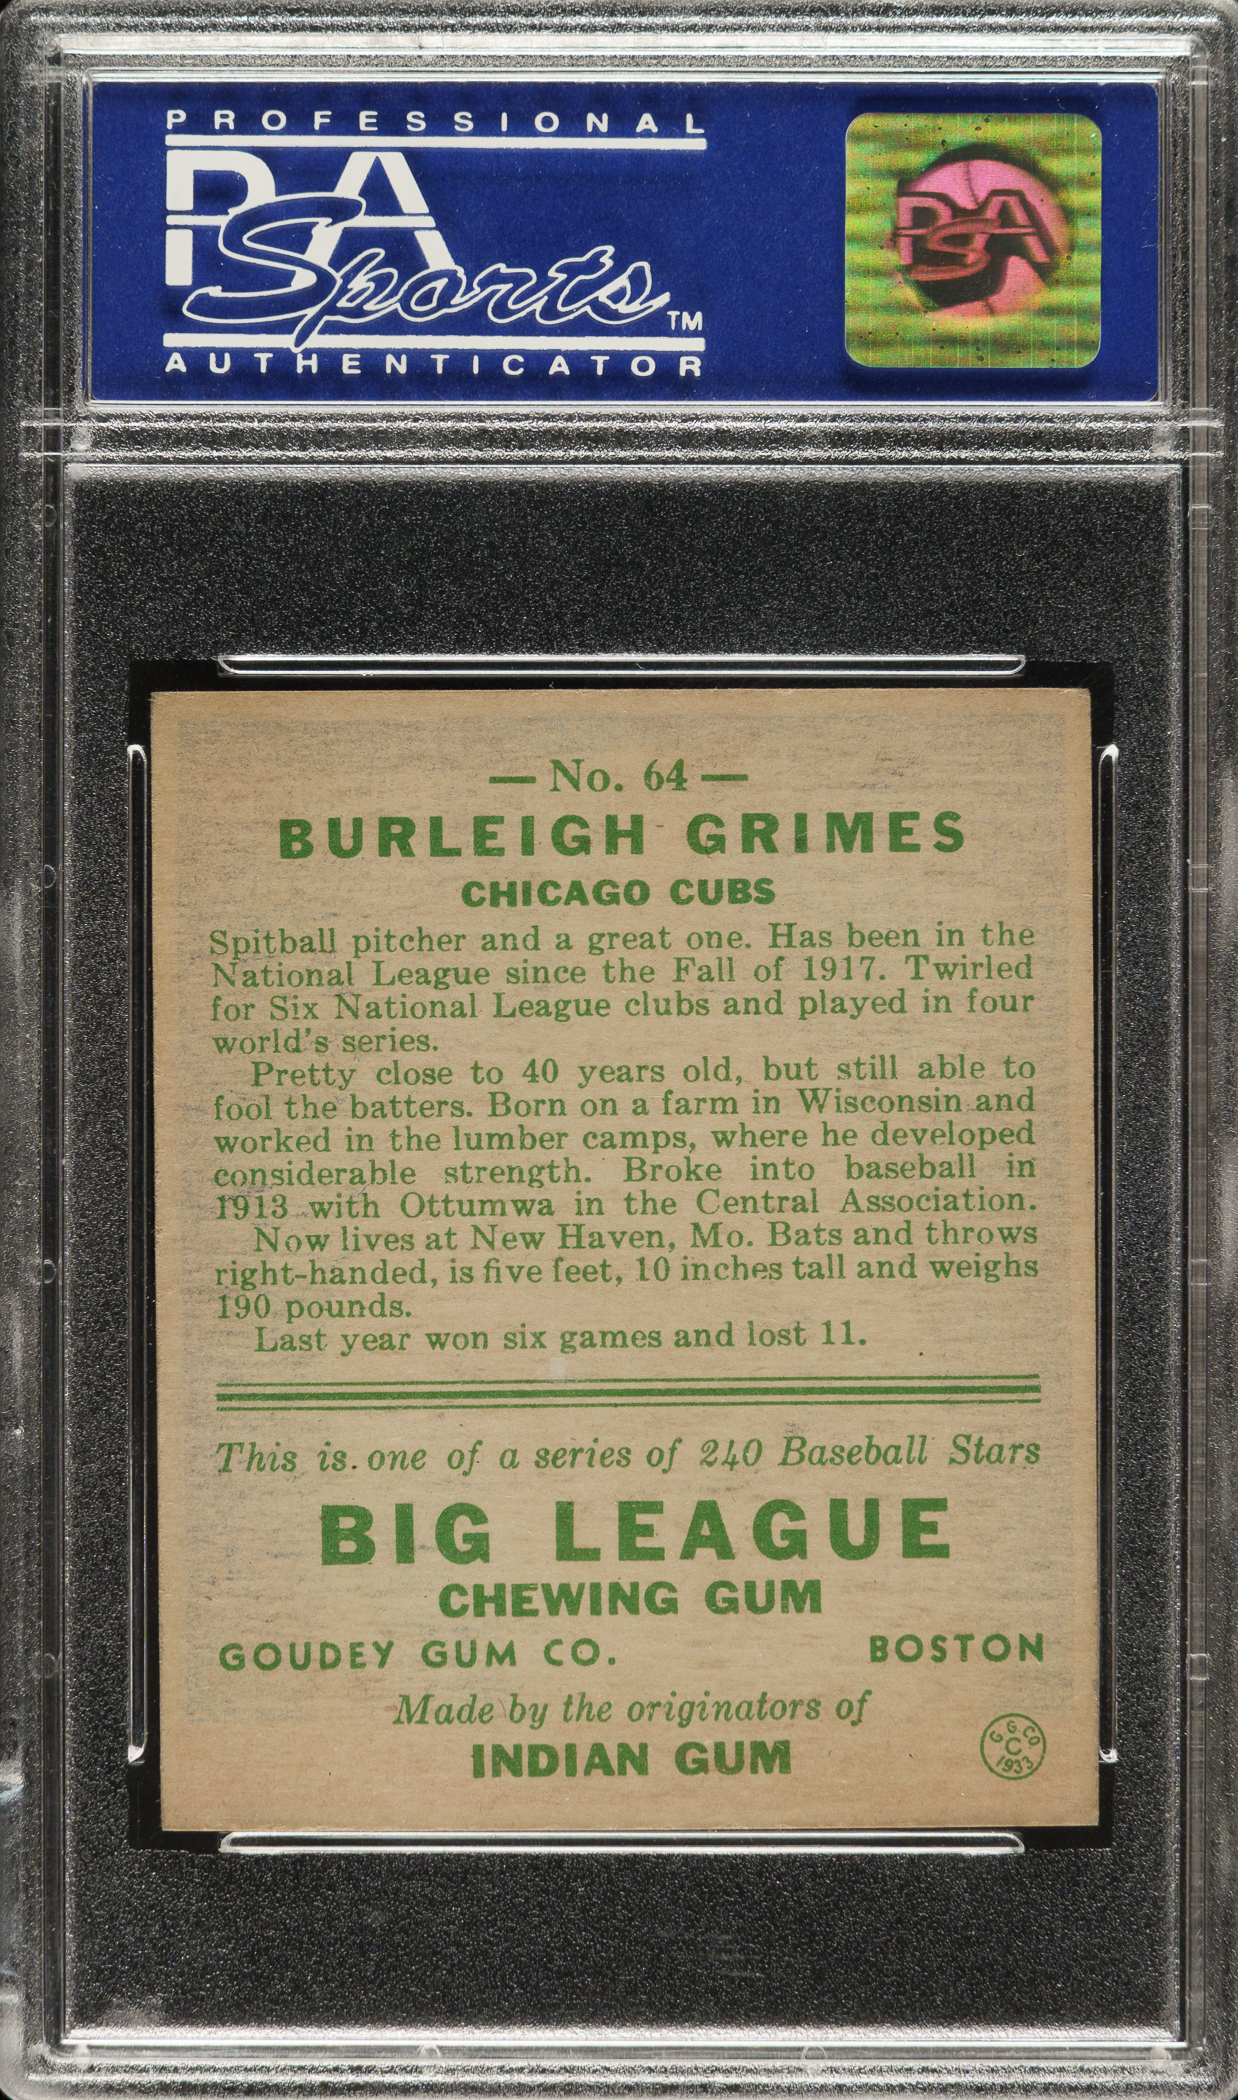 PROFESSIONAL
PSA
Sports TM
AUTHENTICATOR
PSA
— No. 64 —
BURLEIGH GRIMES
CHICAGO CUBS
Spitball pitcher and a great one. Has been in the
National League since the Fall of 1917. Twirled
for Six National League clubs and played in four
world's series.
Pretty close to 40 years old, but still able to
fool the batters. Born on a farm in Wisconsin and
worked in the lumber camps, where he developed
considerable strength. Broke into baseball in
1913 with Ottumwa in the Central Association.
Now lives at New Haven, Mo. Bats and throws
right-handed, is five feet, 10 inches tall and weighs
190 pounds.
Last year won six games and lost 11.
This is one of a series of 240 Baseball Stars
BIG LEAGUE
CHEWING GUM
GOUDEY GUM CO. BOSTON
Made by the originators of
INDIAN GUM
G. G. CO
C
1933